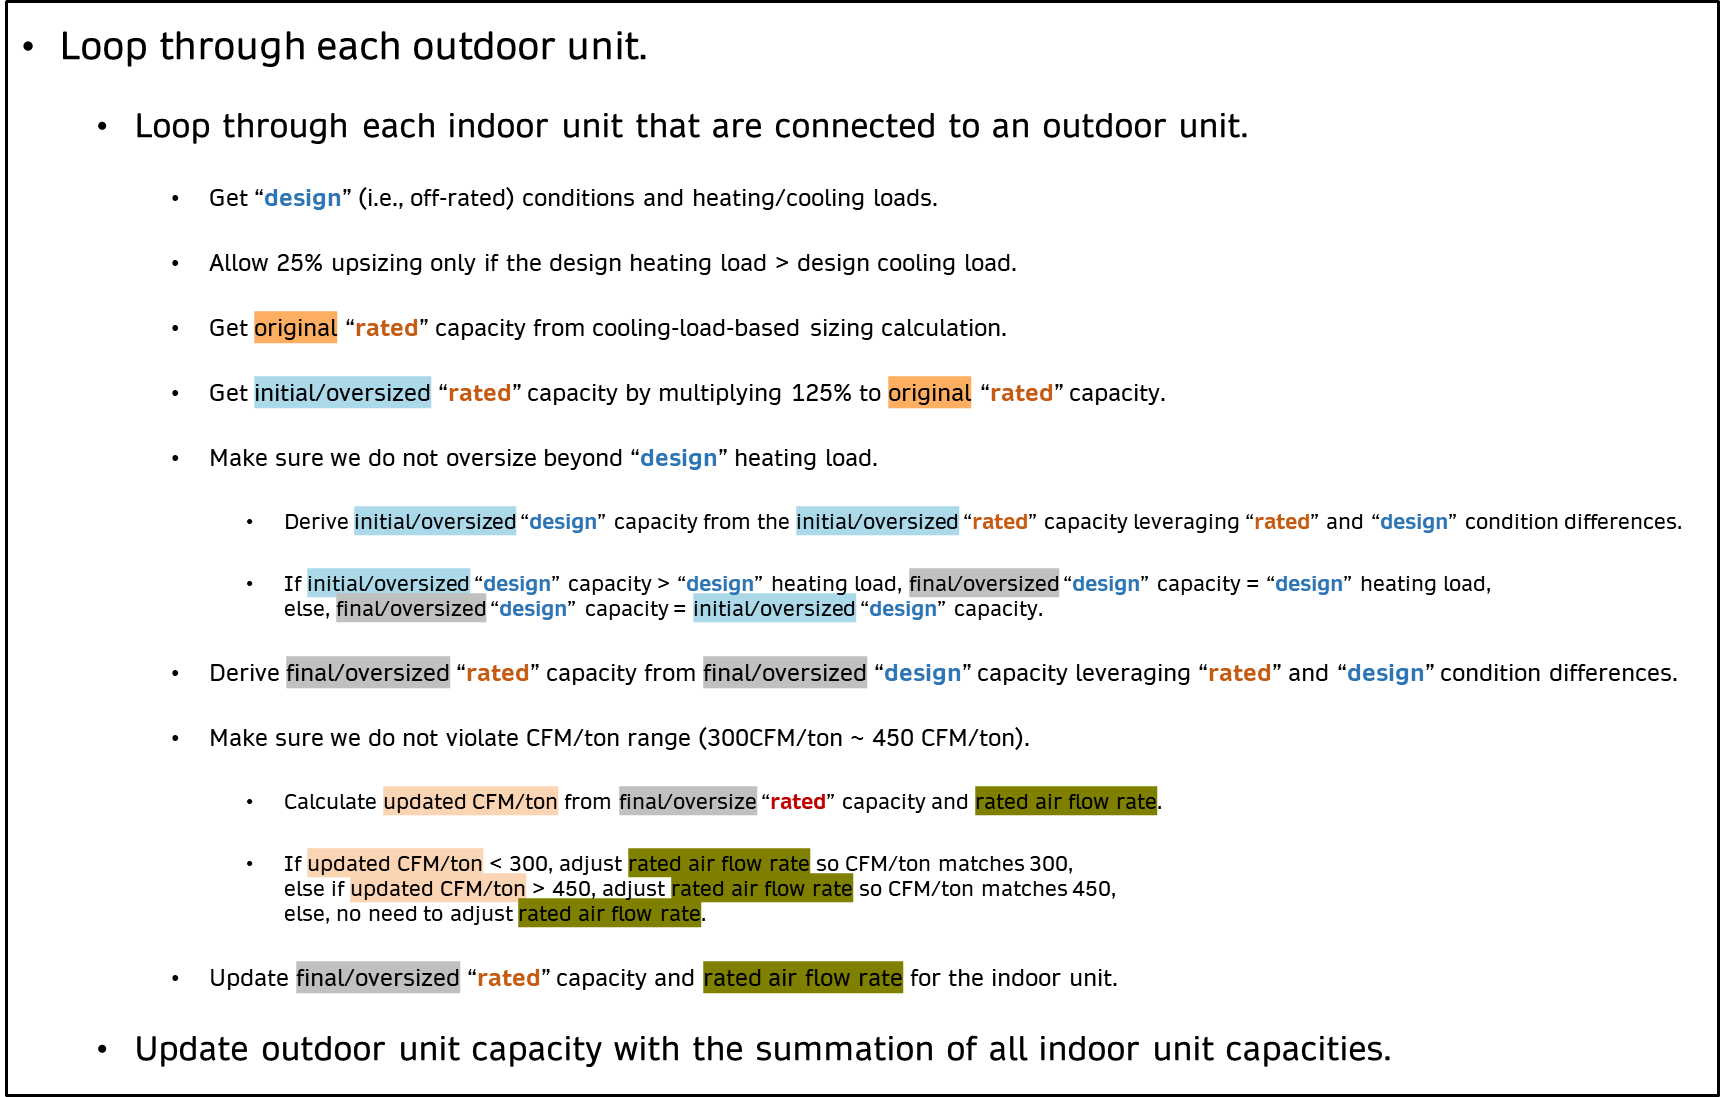 • Loop through each outdoor unit.
• Loop through each indoor unit that are connected to an outdoor unit.
• Get “design” (i.e., off-rated) conditions and heating/cooling loads.
• Allow 25% upsizing only if the design heating load > design cooling load.
• Get original “rated” capacity from cooling-load-based sizing calculation.
• Get initial/oversized “rated” capacity by multiplying 125% to original “rated” capacity.
• Make sure we do not oversize beyond “design” heating load.
• Derive initial/oversized “design” capacity from the initial/oversized “rated” capacity leveraging “rated” and “design” condition differences.
• If initial/oversized “design” capacity > “design” heating load, final/oversized “design” capacity = “design” heating load,
else, final/oversized “design” capacity = initial/oversized “design” capacity.
• Derive final/oversized “rated” capacity from final/oversized “design” capacity leveraging “rated” and “design” condition differences.
• Make sure we do not violate CFM/ton range (300CFM/ton ~ 450 CFM/ton).
• Calculate updated CFM/ton from final/oversize “rated” capacity and rated air flow rate.
• If updated CFM/ton < 300, adjust rated air flow rate so CFM/ton matches 300,
else if updated CFM/ton > 450, adjust rated air flow rate so CFM/ton matches 450,
else, no need to adjust rated air flow rate.
• Update final/oversized “rated” capacity and rated air flow rate for the indoor unit.
• Update outdoor unit capacity with the summation of all indoor unit capacities.